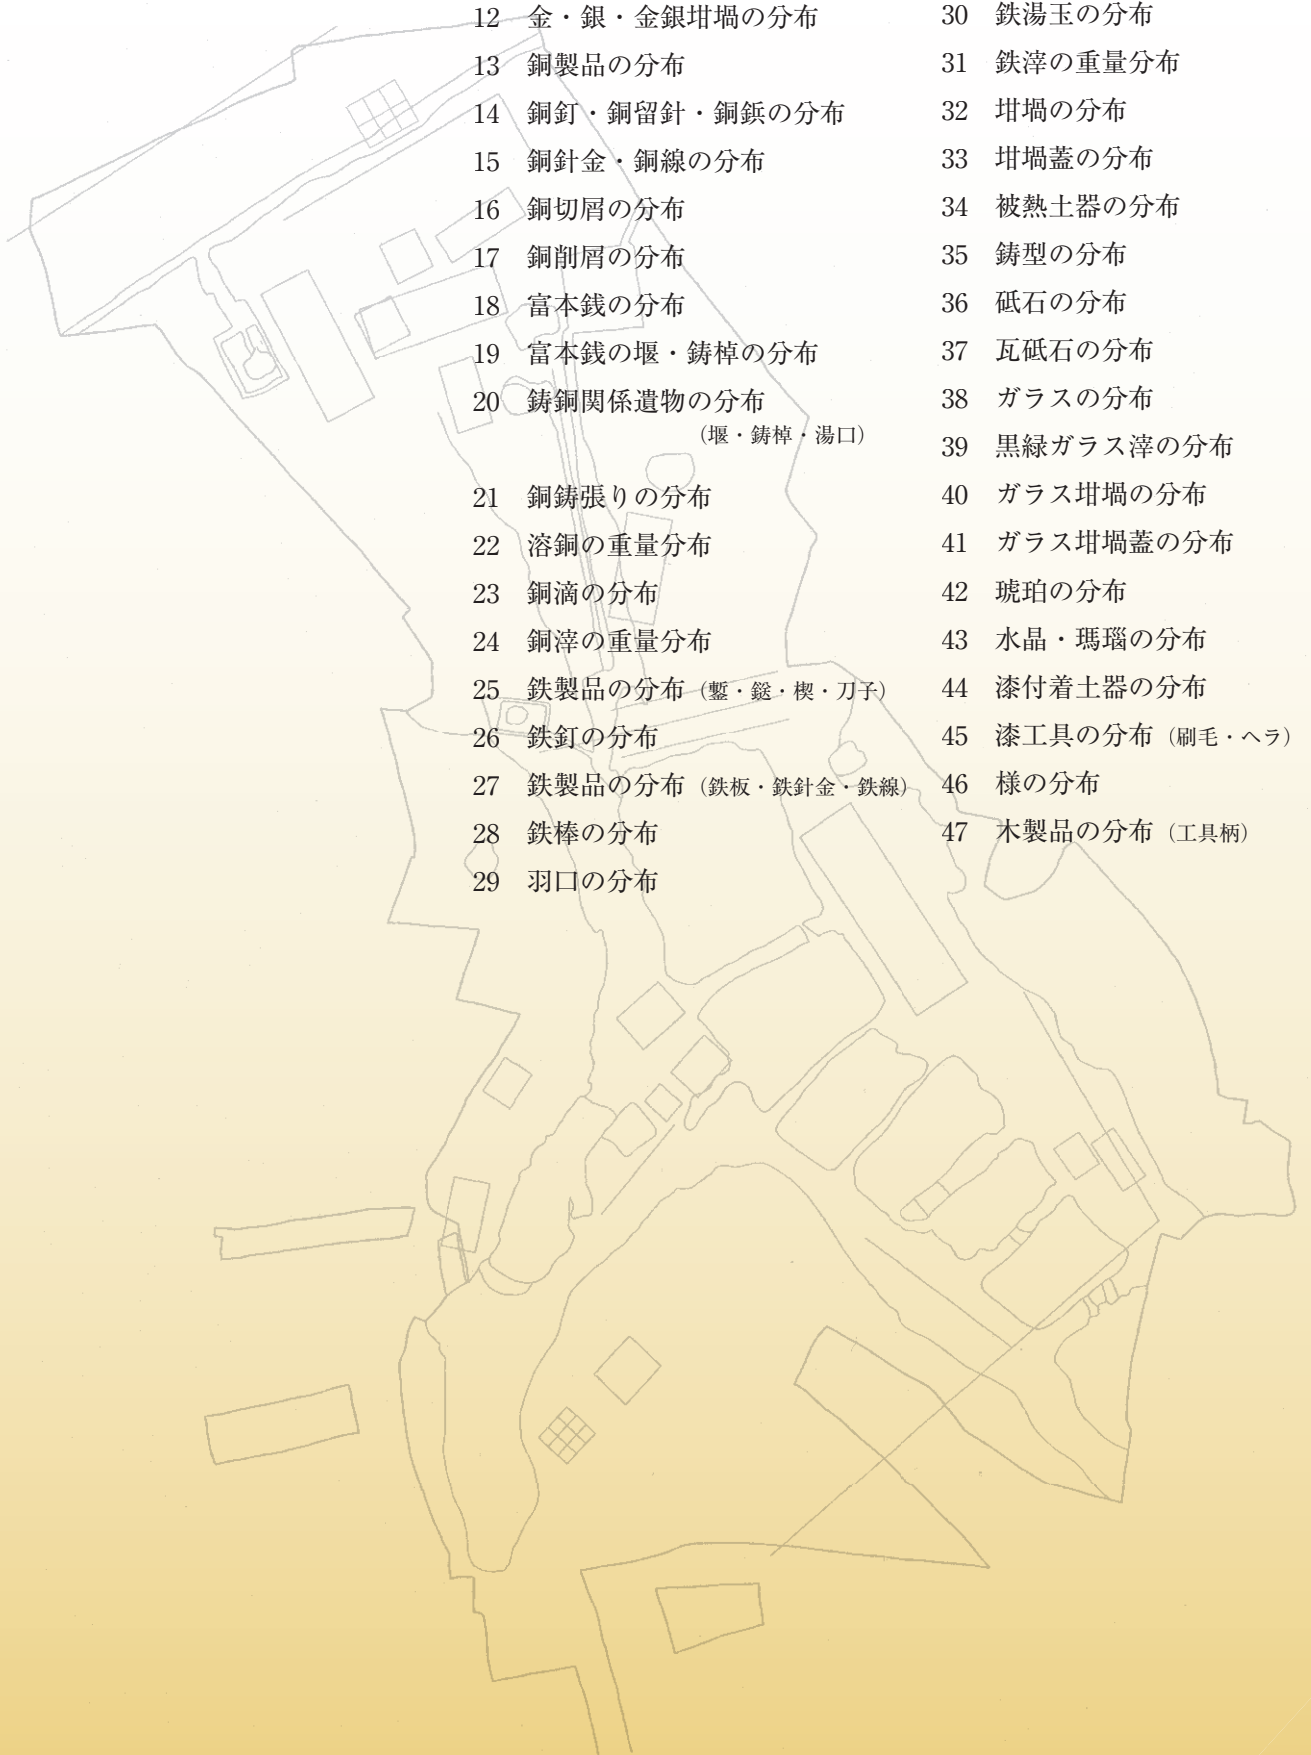 12　金・銀・金銀坩堝の分布
13　銅製品の分布
14　銅釘・銅留針・銅鋲の分布
15　銅針金・銅線の分布
16　銅切屑の分布
17　銅削屑の分布
18　富本銭の分布
19　富本銭の堰・鋳棹の分布
20　鋳銅関係遺物の分布
（堰・鋳棹・湯口）
21　銅鋳張りの分布
22　溶銅の重量分布
23　銅滴の分布
24　銅滓の重量分布
25　鉄製品の分布（鏨・鎹・楔・刀子）
26　鉄釘の分布
27　鉄製品の分布（鉄板・鉄針金・鉄線）
28　鉄棒の分布
29　羽口の分布
30　鉄湯玉の分布
31　鉄滓の重量分布
32　坩堝の分布
33　坩堝蓋の分布
34　被熱土器の分布
35　鋳型の分布
36　砥石の分布
37　瓦砥石の分布
38　ガラスの分布
39　黒緑ガラス滓の分布
40　ガラス坩堝の分布
41　ガラス坩堝蓋の分布
42　琥珀の分布
43　水晶・瑪瑙の分布
44　漆付着土器の分布
45　漆工具の分布（刷毛・ヘラ）
46　様の分布
47　木製品の分布（工具柄）